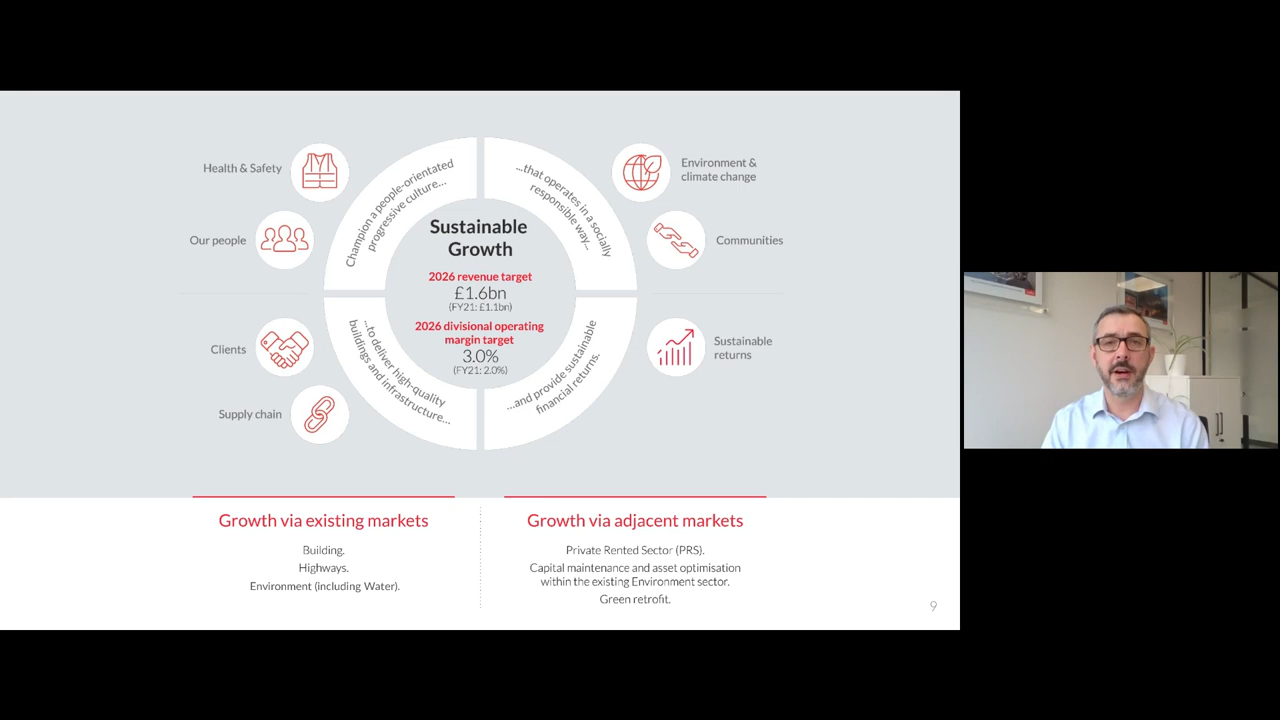 Health & Safety
Our people
Clients
Supply chain
Champion a people-orientated
progressive culture...
...that operates in a socially
responsible way...
...to deliver high-quality
buildings and infrastructure...
...and provide sustainable
financial returns.
Sustainable
Growth
2026 revenue target
£1.6bn
(FY21: £1.1bn)
2026 divisional operating
margin target
3.0%
(FY21: 2.0%)
Environment &
climate change
Communities
Sustainable
returns
Growth via existing markets
Building.
Highways.
Environment (including Water).
Growth via adjacent markets
Private Rented Sector (PRS).
Capital maintenance and asset optimisation
within the existing Environment sector.
Green retrofit.
9